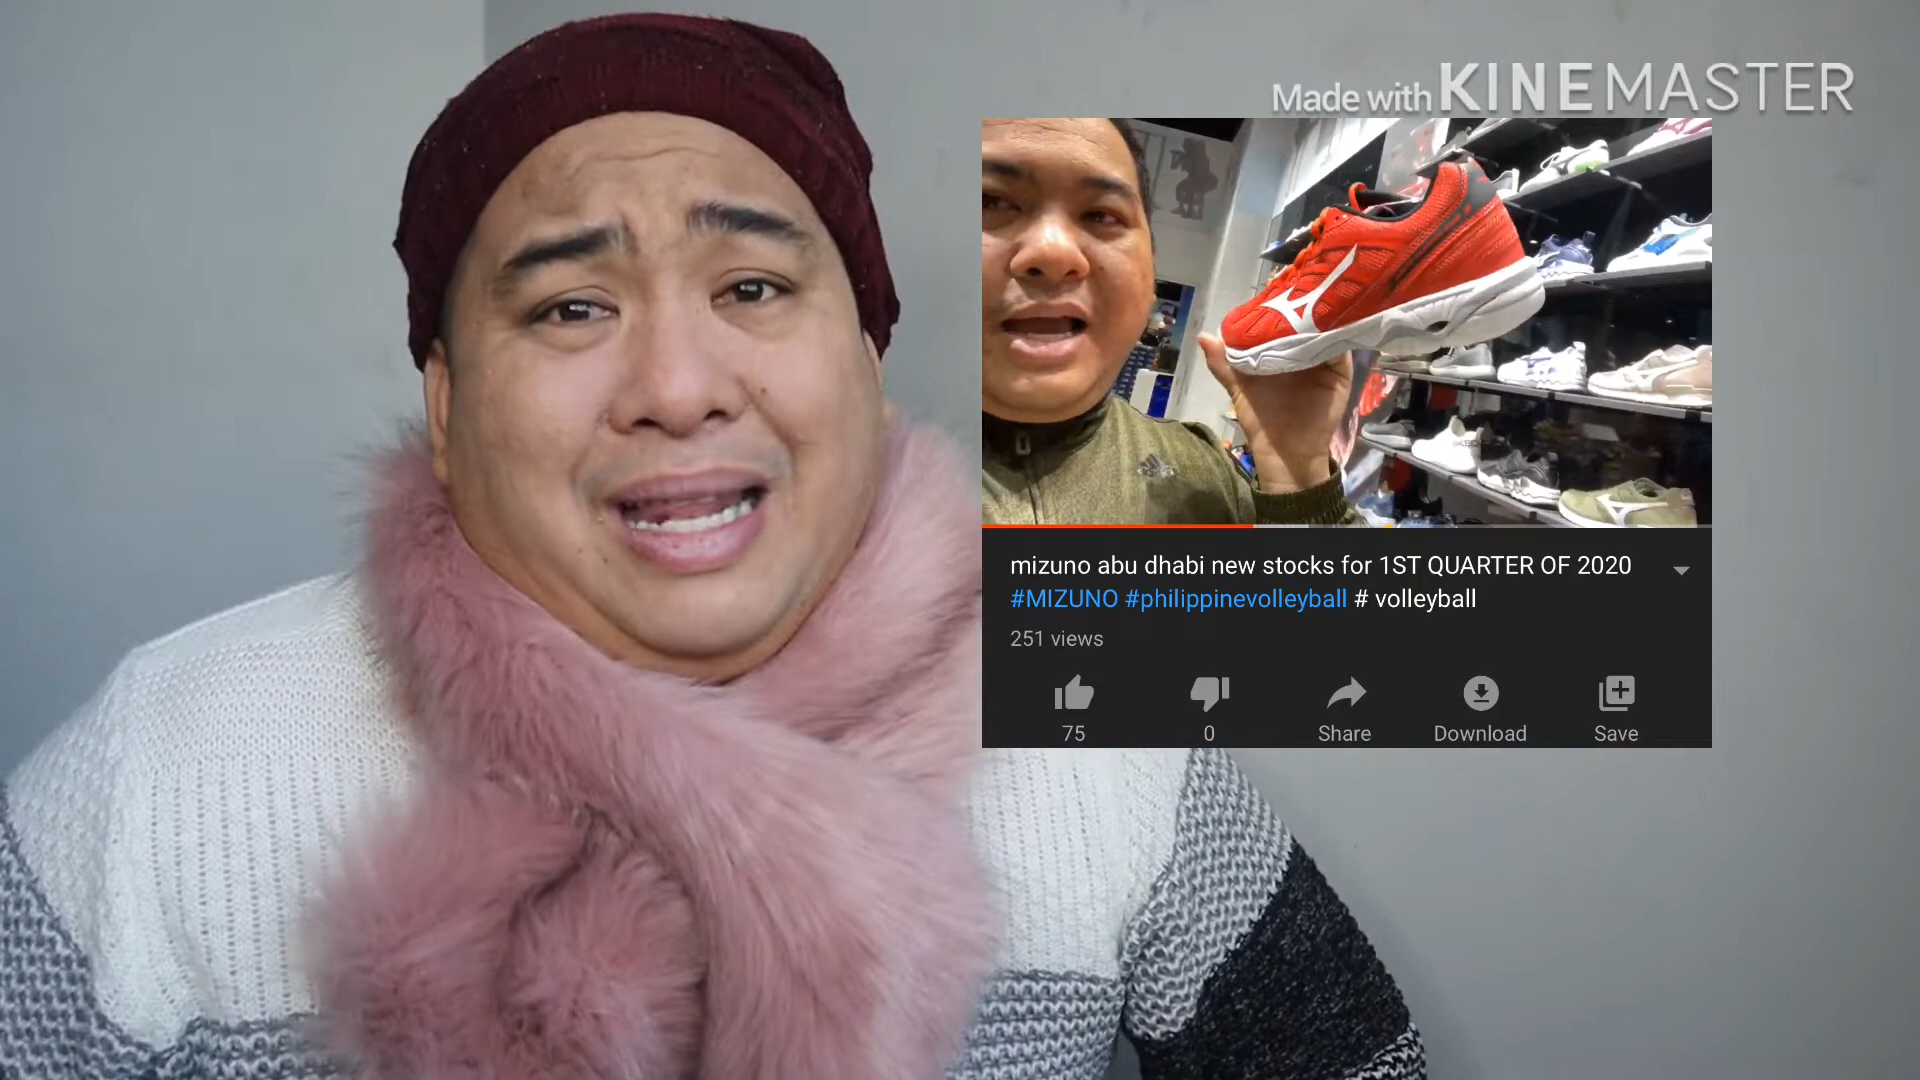 Made with KINEMASTER
mizuno abu dhabi new stocks for 1ST QUARTER OF 2020
#MIZUNO #philippinevolleyball # volleyball
251 views
75
0
Share
Download
Save